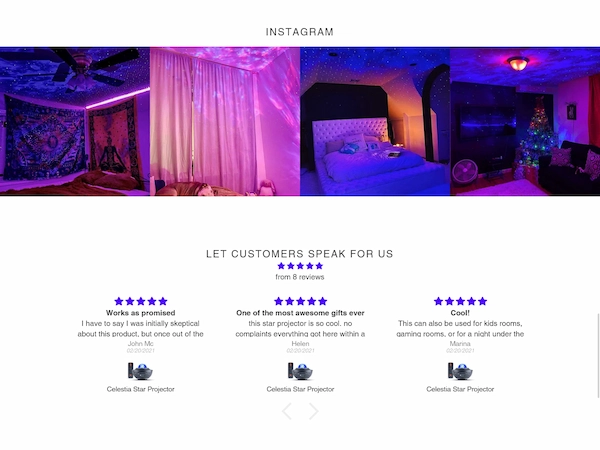 INSTAGRAM
LET CUSTOMERS SPEAK FOR US
from 8 reviews
Works as promised
I have to say I was initially skeptical
about this product, but once out of the
John Mc
02/20/2021
Celestia Star Projector
One of the most awesome gifts ever
this star projector is so cool. no
complaints everything got here within a
Helen
02/20/2021
Celestia Star Projector
Cool!
This can also be used for kids rooms,
gaming rooms, or for a night under the
Marina
02/20/2021
Celestia Star Projector